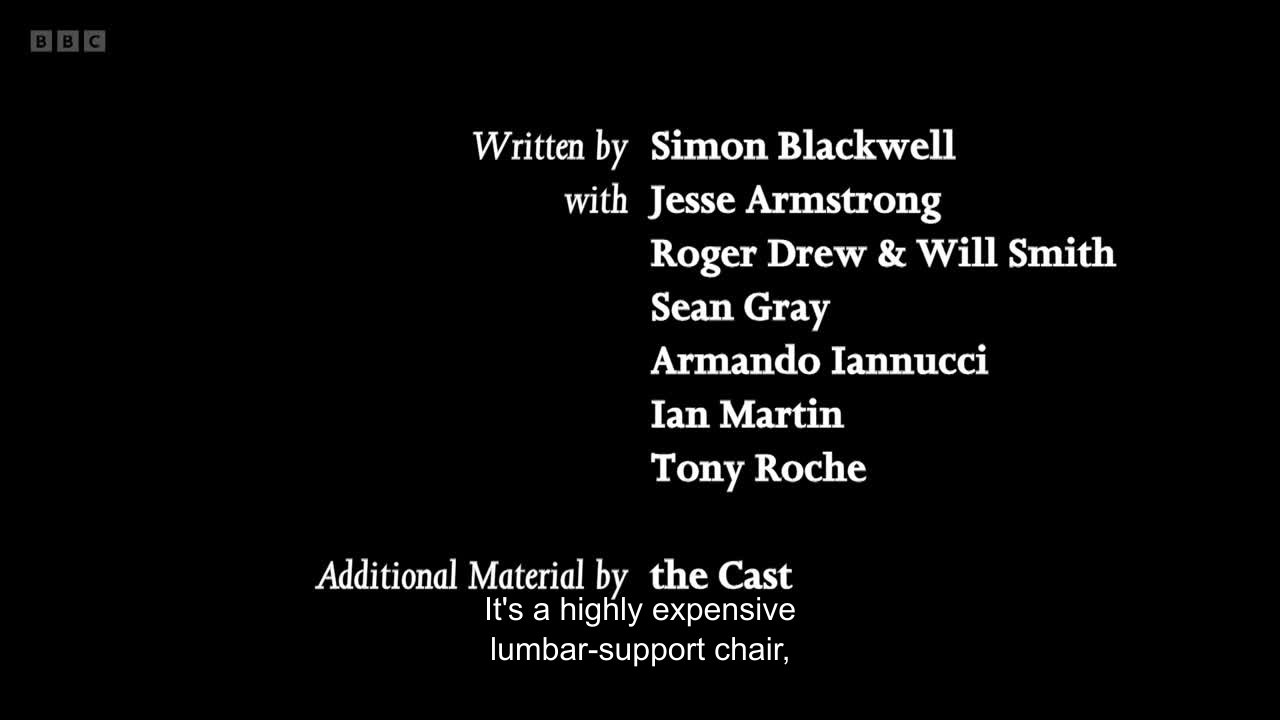 BBC
Written by Simon Blackwell
with Jesse Armstrong
Roger Drew & Will Smith
Sean Gray
Armando Iannucci
Ian Martin
Tony Roche
Additional Material by the Cast
It's a highly expensive
lumbar-support chair,